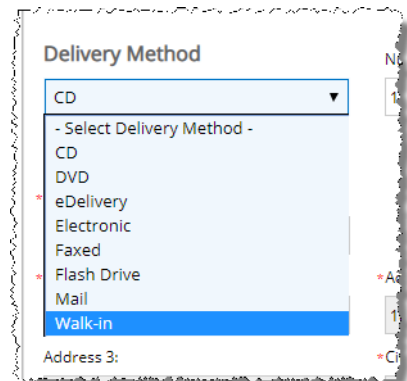 Delivery Method
CD
- Select Delivery Method -
CD
DVD
* eDelivery
Electronic
Faxed
* Flash Drive
Mail
Walk-in
Address 3: